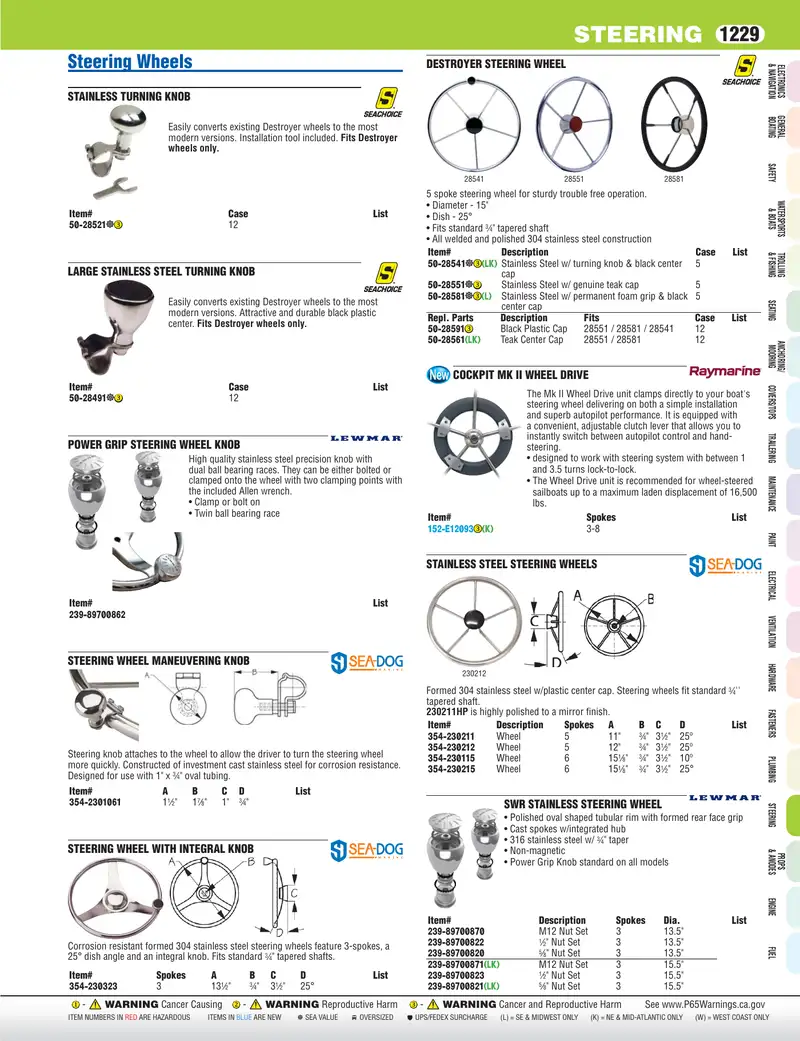 STEERING 1229
Steering Wheels
STAINLESS TURNING KNOB
SEACHOICE
Easily converts existing Destroyer wheels to the most
modern versions. Installation tool included. Fits Destroyer
wheels only.
Item# Case List
50-28521 3 12
LARGE STAINLESS STEEL TURNING KNOB
SEACHOICE
Easily converts existing Destroyer wheels to the most
modern versions. Attractive and durable black plastic
center. Fits Destroyer wheels only.
Item# Case List
50-28491 3 12
POWER GRIP STEERING WHEEL KNOB
LEWMAR
High quality stainless steel precision knob with
dual ball bearing races. They can be either bolted or
clamped onto the wheel with two clamping points with
the included Allen wrench.
• Clamp or bolt on
• Twin ball bearing race
Item# List
239-89700862
STEERING WHEEL MANEUVERING KNOB
SEA-DOG
A B
Steering knob attaches to the wheel to allow the driver to turn the steering wheel
more quickly. Constructed of investment cast stainless steel for corrosion resistance.
Designed for use with 1" x ¾" oval tubing.
Item# A B C D List
354-2301061 1½" 1⅞" 1" ¾"
STEERING WHEEL WITH INTEGRAL KNOB
SEA-DOG
A B C D
Corrosion resistant formed 304 stainless steel steering wheels feature 3-spokes, a
25° dish angle and an integral knob. Fits standard ¾" tapered shafts.
Item# Spokes A B C D List
354-230323 3 13½" ¾" 3½" 25°
DESTROYER STEERING WHEEL
SEACHOICE
28541 28551 28581
5 spoke steering wheel for sturdy trouble free operation.
• Diameter - 15"
• Dish - 25°
• Fits standard ¾" tapered shaft
• All welded and polished 304 stainless steel construction
Item# Description Case List
50-28541 3 (LK) Stainless Steel w/ turning knob & black center 5
cap
50-28551 3 Stainless Steel w/ genuine teak cap 5
50-28581 3 (L) Stainless Steel w/ permanent foam grip & black 5
center cap
Repl. Parts Description Fits Case List
50-28591 3 Black Plastic Cap 28551 / 28581 / 28541 12
50-28561(LK) Teak Center Cap 28551 / 28581 12
New COCKPIT MK II WHEEL DRIVE
Raymarine
The Mk II Wheel Drive unit clamps directly to your boat's
steering wheel delivering on both a simple installation
and superb autopilot performance. It is equipped with
a convenient, adjustable clutch lever that allows you to
instantly switch between autopilot control and hand-
steering.
• designed to work with steering system with between 1
and 3.5 turns lock-to-lock.
• The Wheel Drive unit is recommended for wheel-steered
sailboats up to a maximum laden displacement of 16,500
lbs.
Item# Spokes List
152-E12093 3 (K) 3-8
STAINLESS STEEL STEERING WHEELS
SEA-DOG
A B C D
230212
Formed 304 stainless steel w/plastic center cap. Steering wheels fit standard ¾''
tapered shaft.
230211HP is highly polished to a mirror finish.
Item# Description Spokes A B C D List
354-230211 Wheel 5 11" ¾" 3½" 25°
354-230212 Wheel 5 12" ¾" 3½" 25°
354-230115 Wheel 6 15⅛" ¾" 3½" 10°
354-230215 Wheel 6 15⅛" ¾" 3½" 25°
SWR STAINLESS STEERING WHEEL
LEWMAR
• Polished oval shaped tubular rim with formed rear face grip
• Cast spokes w/integrated hub
• 316 stainless steel w/ ¾" taper
• Non-magnetic
• Power Grip Knob standard on all models
Item# Description Spokes Dia. List
239-89700870 M12 Nut Set 3 13.5"
239-89700822 ½" Nut Set 3 13.5"
239-89700820 ⅝" Nut Set 3 13.5"
239-89700871(LK) M12 Nut Set 3 15.5"
239-89700823 ½" Nut Set 3 15.5"
239-89700821(LK) ⅝" Nut Set 3 15.5"
ELECTRONICS & NAVIGATION
GENERAL BOATING
SAFETY
WATERSPORTS & BOATS
TROLLING & FISHING
SEATING
ANCHORING/ MOORING
COVERS/TOPS
TRAILERING
MAINTENANCE
PAINT
ELECTRICAL
VENTILATION
HARDWARE
FASTENERS
PLUMBING
STEERING
PROPS & ANODES
ENGINE
FUEL
1 - WARNING Cancer Causing 2 - WARNING Reproductive Harm 3 - WARNING Cancer and Reproductive Harm See www.P65Warnings.ca.gov
ITEM NUMBERS IN RED ARE HAZARDOUS ITEMS IN BLUE ARE NEW SEA VALUE OVERSIZED UPS/FEDEX SURCHARGE (L) = SE & MIDWEST ONLY (K) = NE & MID-ATLANTIC ONLY (W) = WEST COAST ONLY